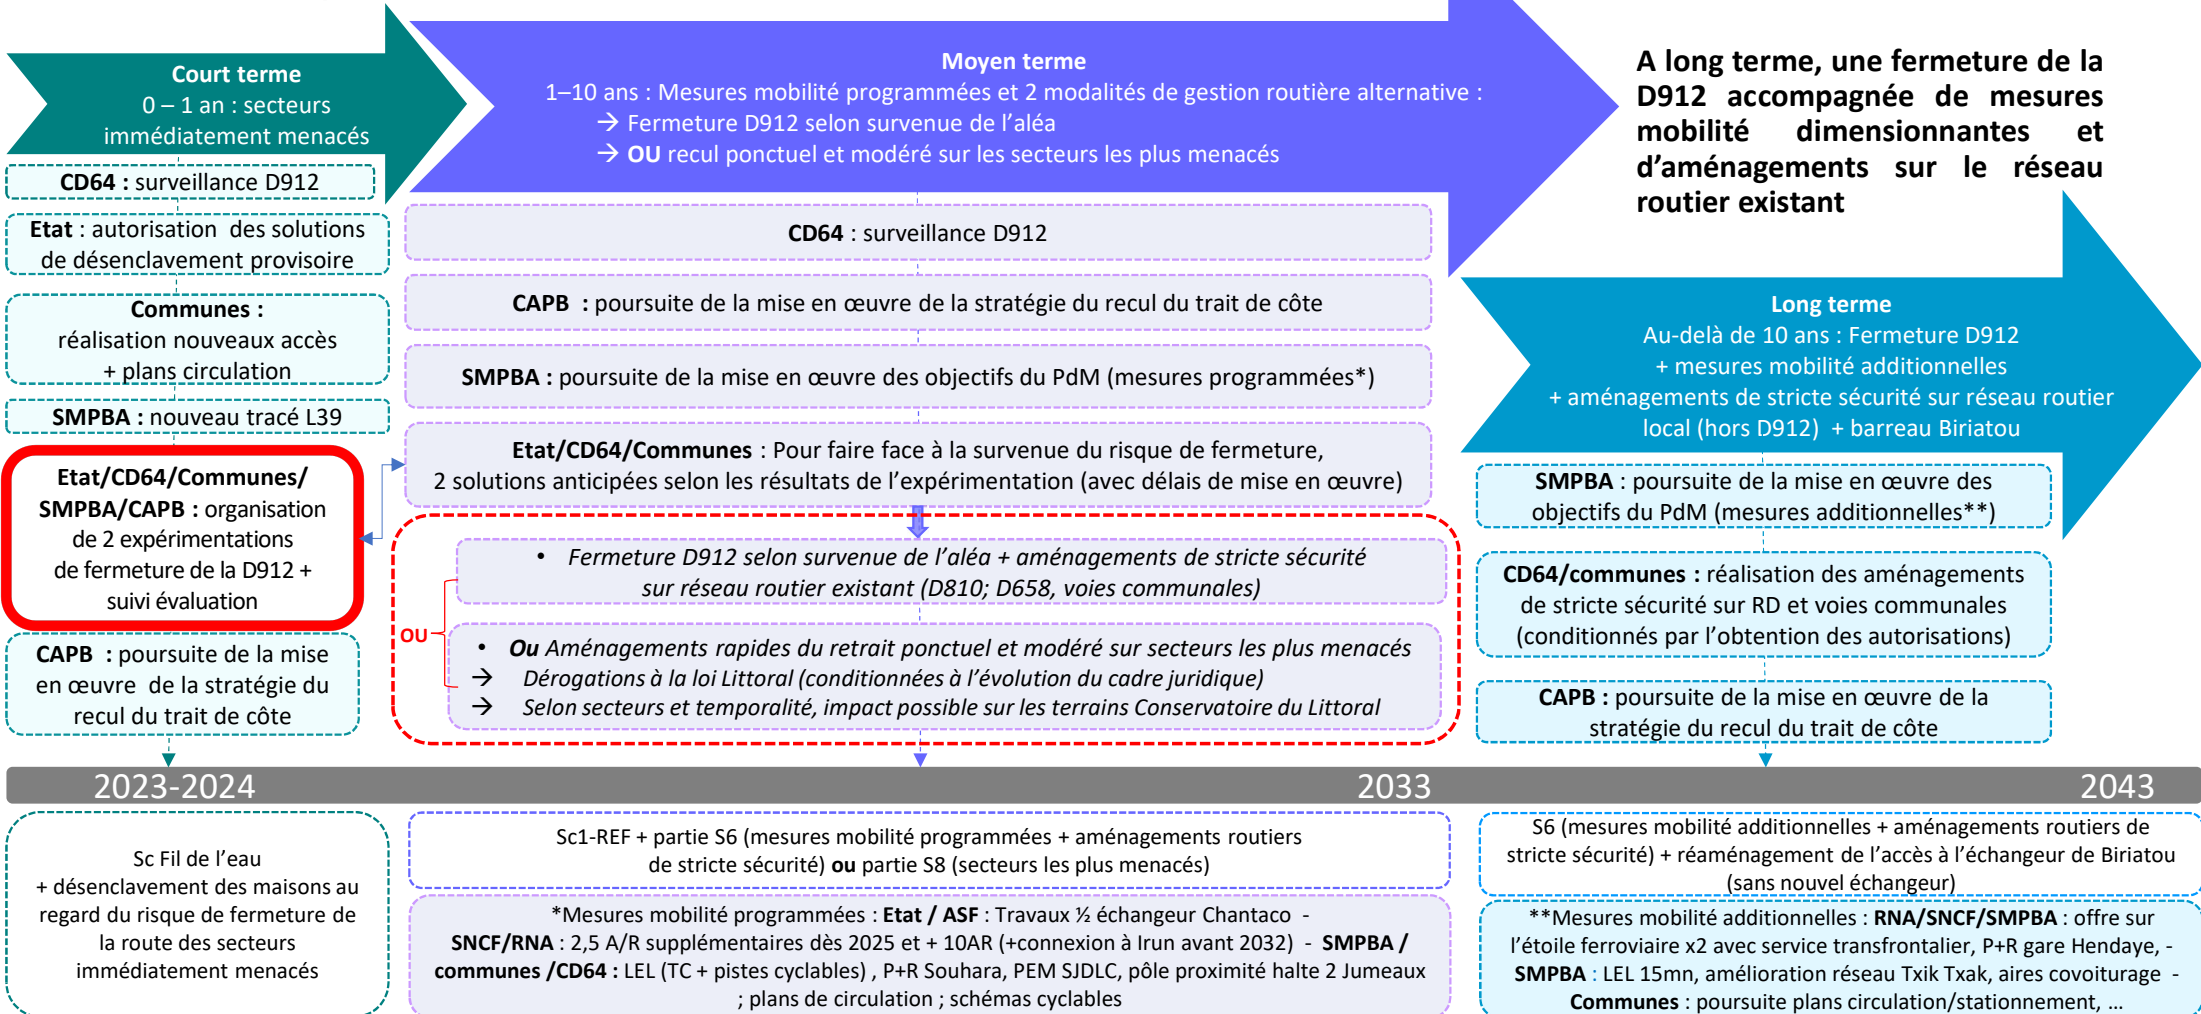 Court terme
0 – 1 an : secteurs
immédiatement menacés
CD64 : surveillance D912
Etat : autorisation des solutions
de désenclavement provisoire
Communes :
réalisation nouveaux accès
+ plans circulation
SMPBA : nouveau tracé L39
Etat/CD64/Communes/
SMPBA/CAPB : organisation
de 2 expérimentations
de fermeture de la D912 +
suivi évaluation
CAPB : poursuite de la mise
en œuvre de la stratégie du
recul du trait de côte
Moyen terme
1–10 ans : Mesures mobilité programmées et 2 modalités de gestion routière alternative :
→ Fermeture D912 selon survenue de l’aléa
→ OU recul ponctuel et modéré sur les secteurs les plus menacés
CD64 : surveillance D912
CAPB : poursuite de la mise en œuvre de la stratégie du recul du trait de côte
SMPBA : poursuite de la mise en œuvre des objectifs du PdM (mesures programmées*)
Etat/CD64/Communes : Pour faire face à la survenue du risque de fermeture,
2 solutions anticipées selon les résultats de l’expérimentation (avec délais de mise en œuvre)
• Fermeture D912 selon survenue de l’aléa + aménagements de stricte sécurité
sur réseau routier existant (D810; D658, voies communales)
OU
• Ou Aménagements rapides du retrait ponctuel et modéré sur secteurs les plus menacés
→ Dérogations à la loi Littoral (conditionnées à l’évolution du cadre juridique)
→ Selon secteurs et temporalité, impact possible sur les terrains Conservatoire du Littoral
A long terme, une fermeture de la
D912 accompagnée de mesures
mobilité dimensionnantes et
d’aménagements sur le réseau
routier existant
Long terme
Au-delà de 10 ans : Fermeture D912
+ mesures mobilité additionnelles
+ aménagements de stricte sécurité sur réseau routier
local (hors D912) + barreau Biriatou
SMPBA : poursuite de la mise en œuvre des
objectifs du PdM (mesures additionnelles**)
CD64/communes : réalisation des aménagements
de stricte sécurité sur RD et voies communales
(conditionnés par l’obtention des autorisations)
CAPB : poursuite de la mise en œuvre de la
stratégie du recul du trait de côte
2023-2024
2033
2043
Sc Fil de l’eau
+ désenclavement des maisons au
regard du risque de fermeture de
la route des secteurs
immédiatement menacés
Sc1-REF + partie S6 (mesures mobilité programmées + aménagements routiers
de stricte sécurité) ou partie S8 (secteurs les plus menacés)
*Mesures mobilité programmées : Etat / ASF : Travaux ½ échangeur Chantaco -
SNCF/RNA : 2,5 A/R supplémentaires dès 2025 et + 10AR (+connexion à Irun avant 2032) - SMPBA /
communes /CD64 : LEL (TC + pistes cyclables) , P+R Souhara, PEM SJDLC, pôle proximité halte 2 Jumeaux
; plans de circulation ; schémas cyclables
S6 (mesures mobilité additionnelles + aménagements routiers de
stricte sécurité) + réaménagement de l’accès à l’échangeur de Biriatou
(sans nouvel échangeur)
**Mesures mobilité additionnelles : RNA/SNCF/SMPBA : offre sur
l’étoile ferroviaire x2 avec service transfrontalier, P+R gare Hendaye, -
SMPBA : LEL 15mn, amélioration réseau Txik Txak, aires covoiturage -
Communes : poursuite plans circulation/stationnement, …